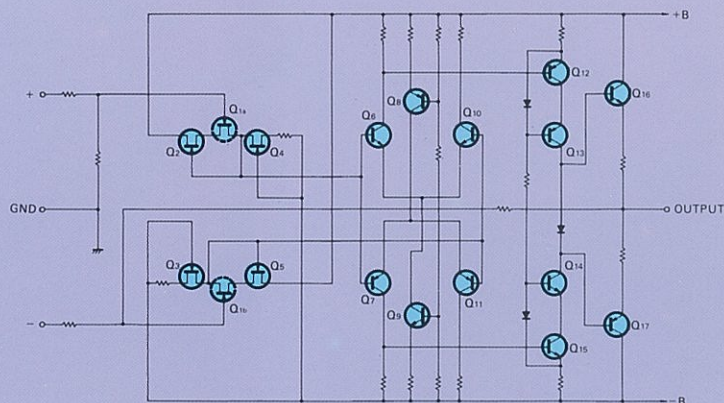 +B
Q12
Q16
Q8
+
Q1a
Q6
Q10
Q2
Q4
Q13
GND
OUTPUT
Q3
Q5
Q14
Q7
Q11
Q1b
−
Q9
Q17
Q15
−B